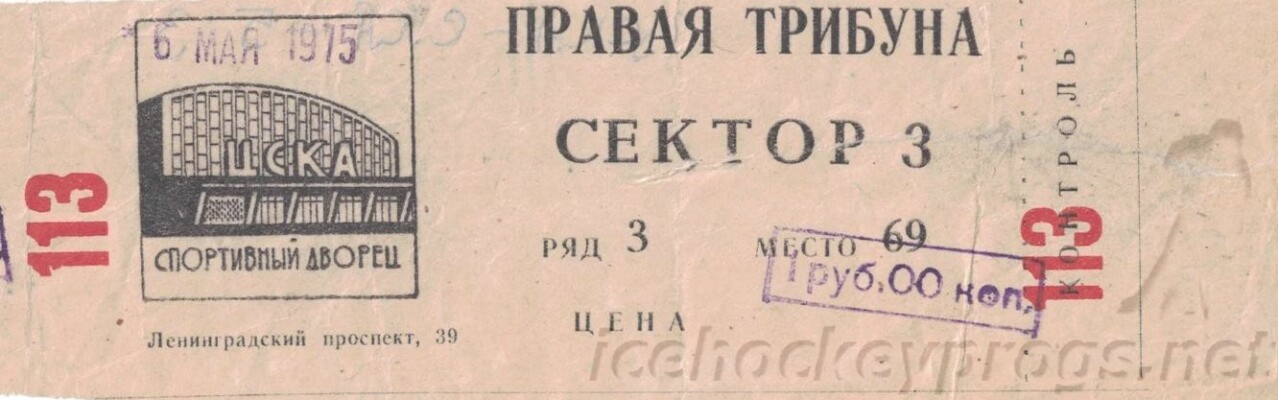 6 МАЯ 1975
ЦСКА
СПОРТИВНЫЙ ДВОРЕЦ
Ленинградский проспект, 39
113
ПРАВАЯ ТРИБУНА
СЕКТОР 3
РЯД 3 МЕСТО 69
1 руб. 00 коп.
ЦЕНА
КОНТРОЛЬ
113
icehockeyprogs.net